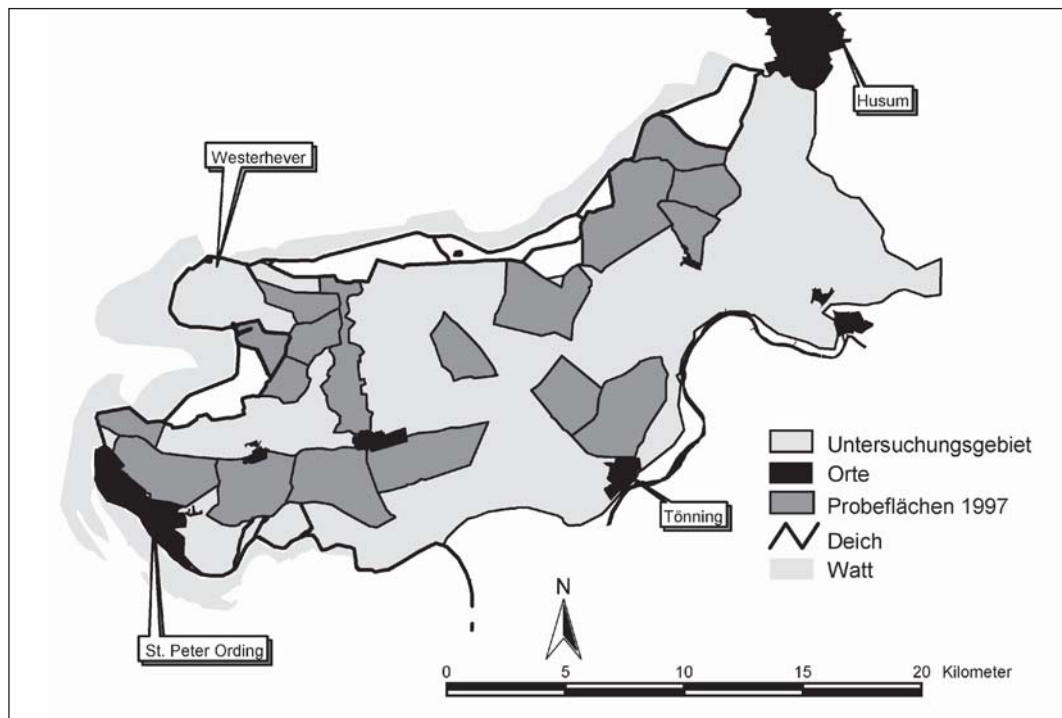 Husum
Westerhever
Untersuchungsgebiet
Orte
Probeflächen 1997
Deich
Watt
Tönning
St. Peter Ording
N
0 5 10 15 20 Kilometer